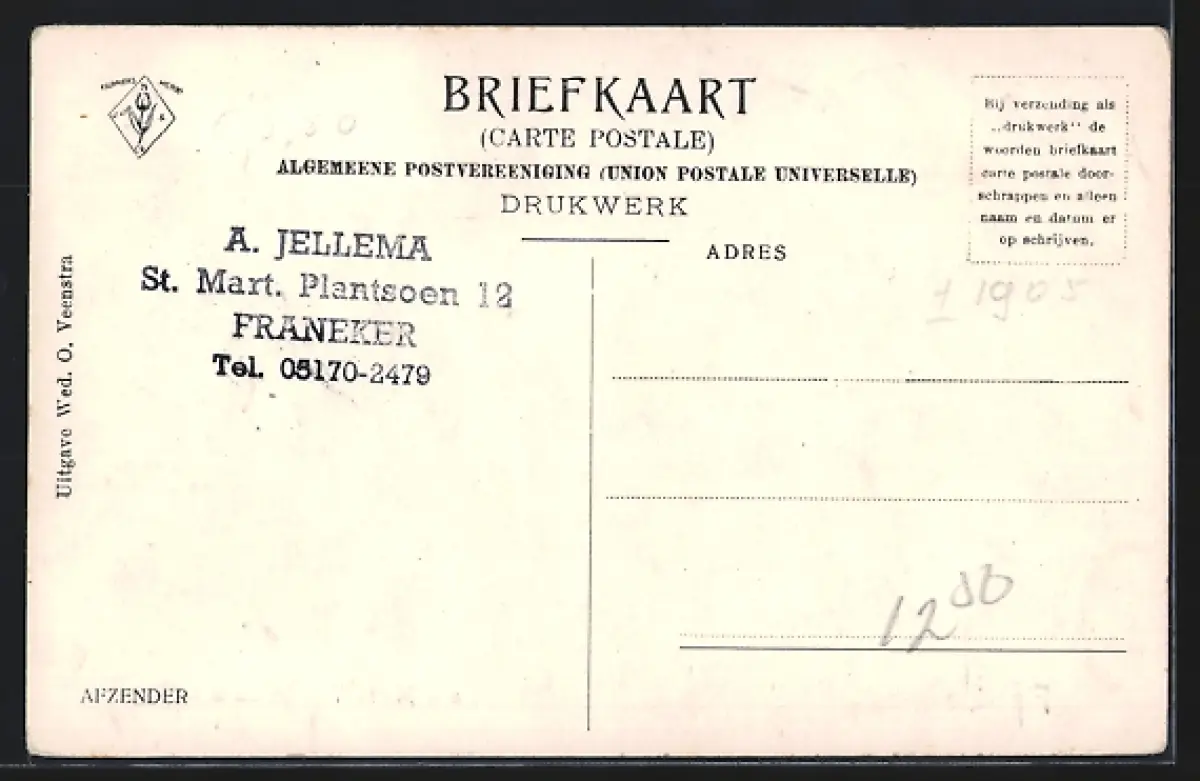 BRIEFKAART
(CARTE POSTALE)
ALGEMEENE POSTVEREENIGING (UNION POSTALE UNIVERSELLE)
DRUKWERK
Bij verzending als
„drukwerk" de
woorden briefkaart
carte postale door-
schrappen en alleen
naam en datum er
op schrijven.
A. JELLEMA
St. Mart. Plantsoen 12
FRANEKER
Tel. 05170-2479
ADRES
± 1905
Uitgave Wed. O. Veenstra
12 00
AFZENDER